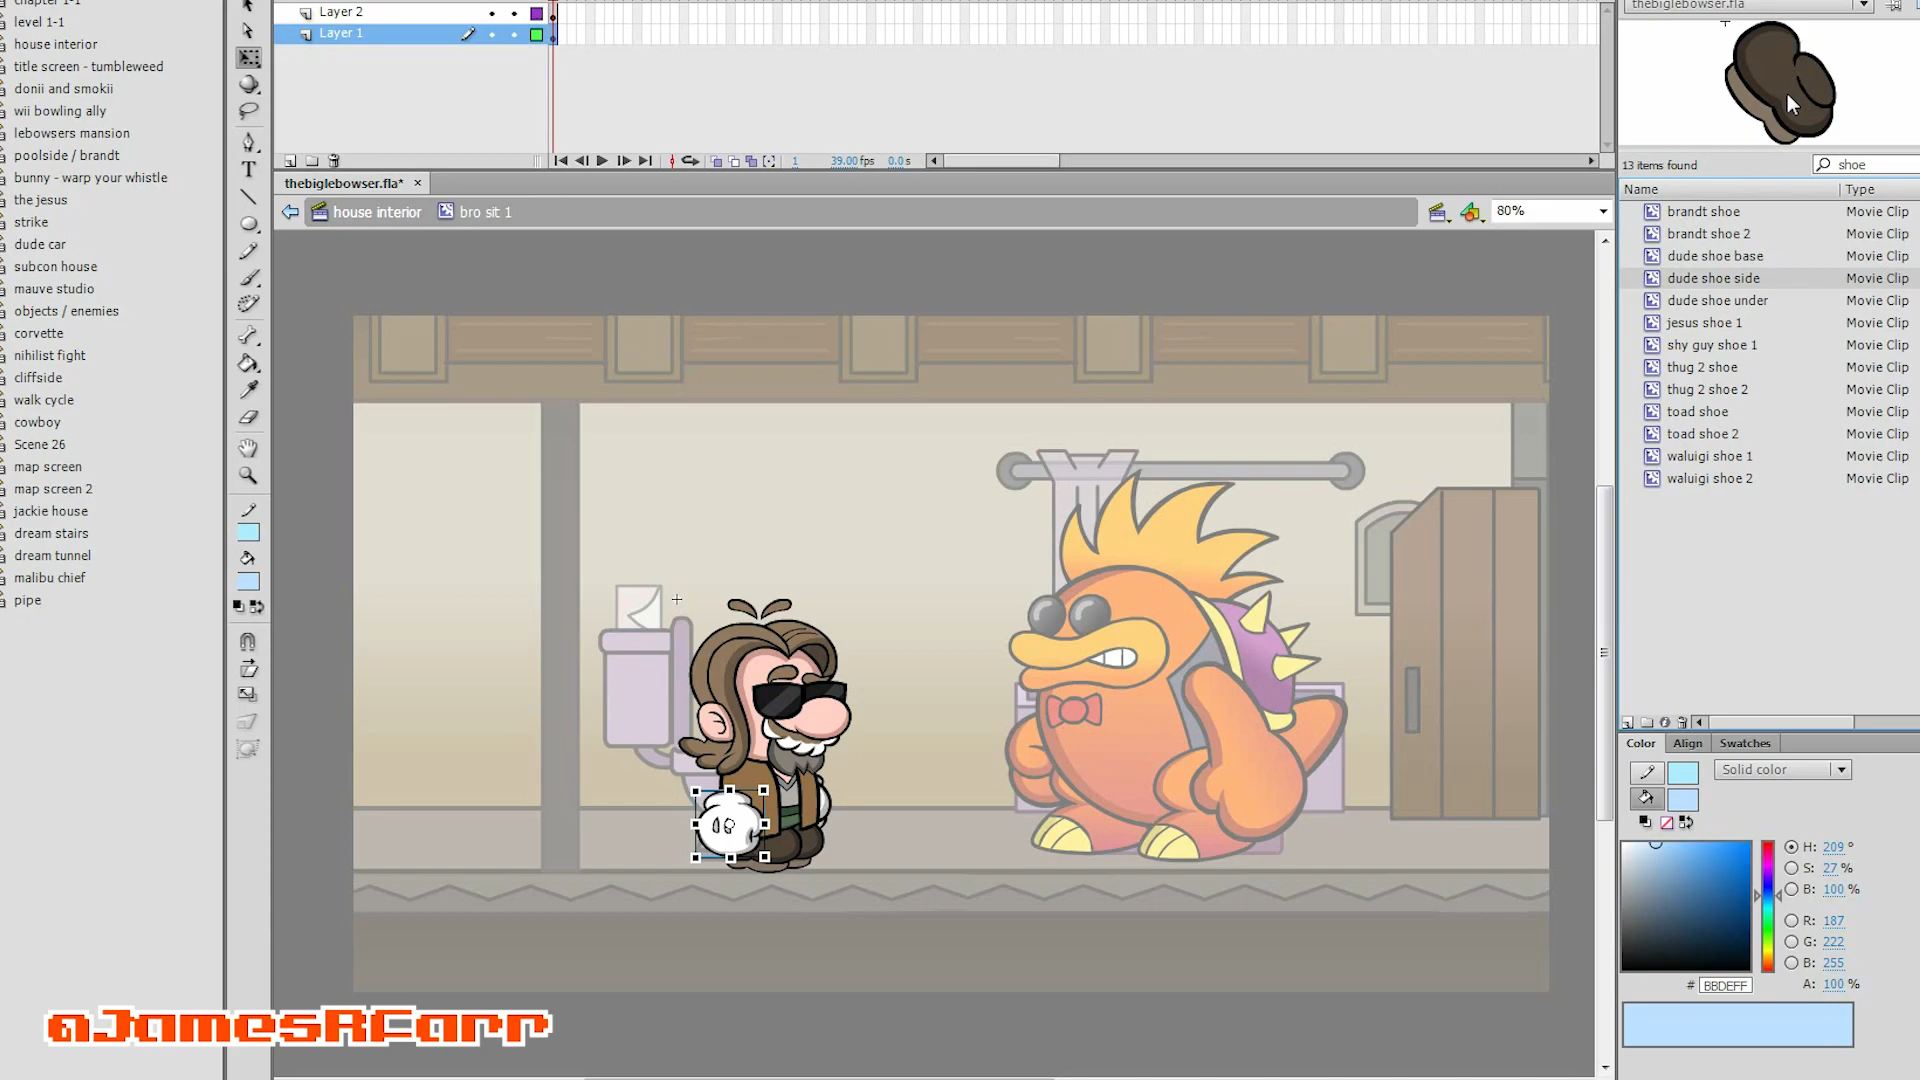 chapter 1-1
level 1-1
house interior
title screen - tumbleweed
donii and smokii
wii bowling ally
lebowsers mansion
poolside / brandt
bunny - warp your whistle
the jesus
strike
dude car
subcon house
mauve studio
objects / enemies
corvette
nihilist fight
cliffside
walk cycle
cowboy
Scene 26
map screen
map screen 2
jackie house
dream stairs
dream tunnel
malibu chief
pipe
T
Layer 2
Layer 1
1 39.00fps 0.0s
thebiglebowser.fla* ×
house interior bro sit 1
80%
thebiglebowser.fla
13 items found
shoe
Name Type
brandt shoe Movie Clip
brandt shoe 2 Movie Clip
dude shoe base Movie Clip
dude shoe side Movie Clip
dude shoe under Movie Clip
jesus shoe 1 Movie Clip
shy guy shoe 1 Movie Clip
thug 2 shoe Movie Clip
thug 2 shoe 2 Movie Clip
toad shoe Movie Clip
toad shoe 2 Movie Clip
waluigi shoe 1 Movie Clip
waluigi shoe 2 Movie Clip
Color Align Swatches
Solid color
H: 209 °
S: 27 %
B: 100 %
R: 187
G: 222
B: 255
# BBDEFF
A: 100 %
@JamesRFarr